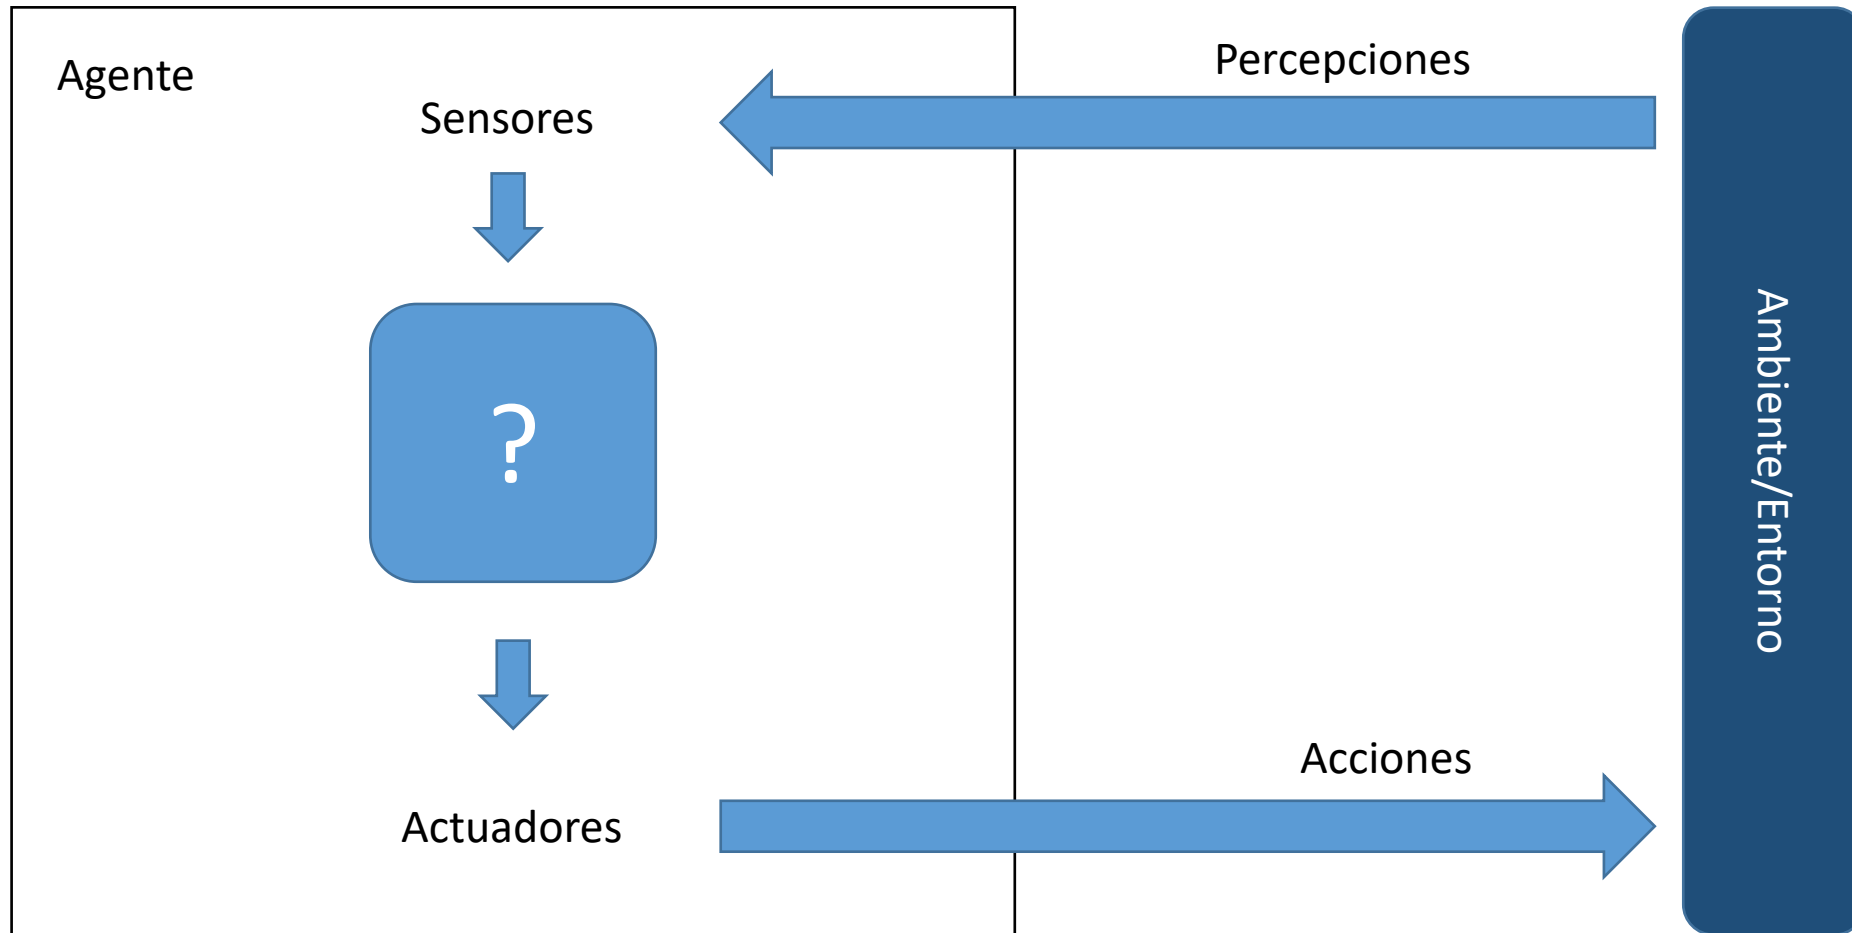 Agente
Sensores
Percepciones
?
Ambiente/Entorno
Acciones
Actuadores